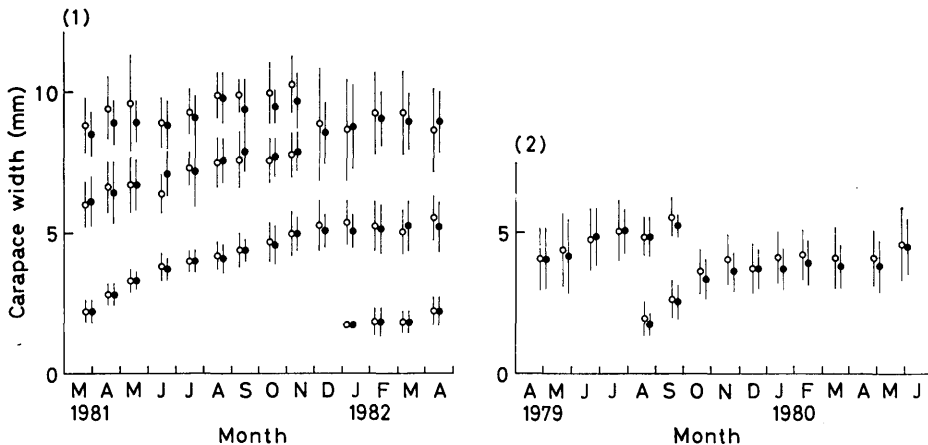 (1)
Carapace width (mm)
10
5
0
M A M J J A S O N D J F M A
1981 1982
Month
(2)
5
0
A M J J A S O N D J F M A M J
1979 1980
Month